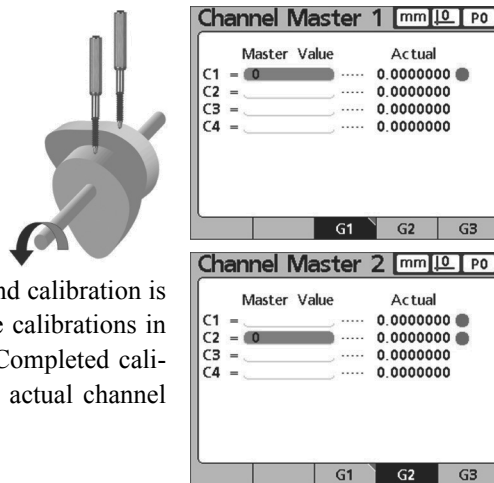 Channel Master 1 mm 10 P0
Master Value Actual
C1 = 0 ..... 0.0000000
C2 = ..... 0.0000000
C3 = ..... 0.0000000
C4 = ..... 0.0000000
G1 G2 G3
nd calibration is
e calibrations in
Completed cali-
actual channel
Channel Master 2 mm 10 P0
Master Value Actual
C1 = ..... 0.0000000
C2 = 0 ..... 0.0000000
C3 = ..... 0.0000000
C4 = ..... 0.0000000
G1 G2 G3